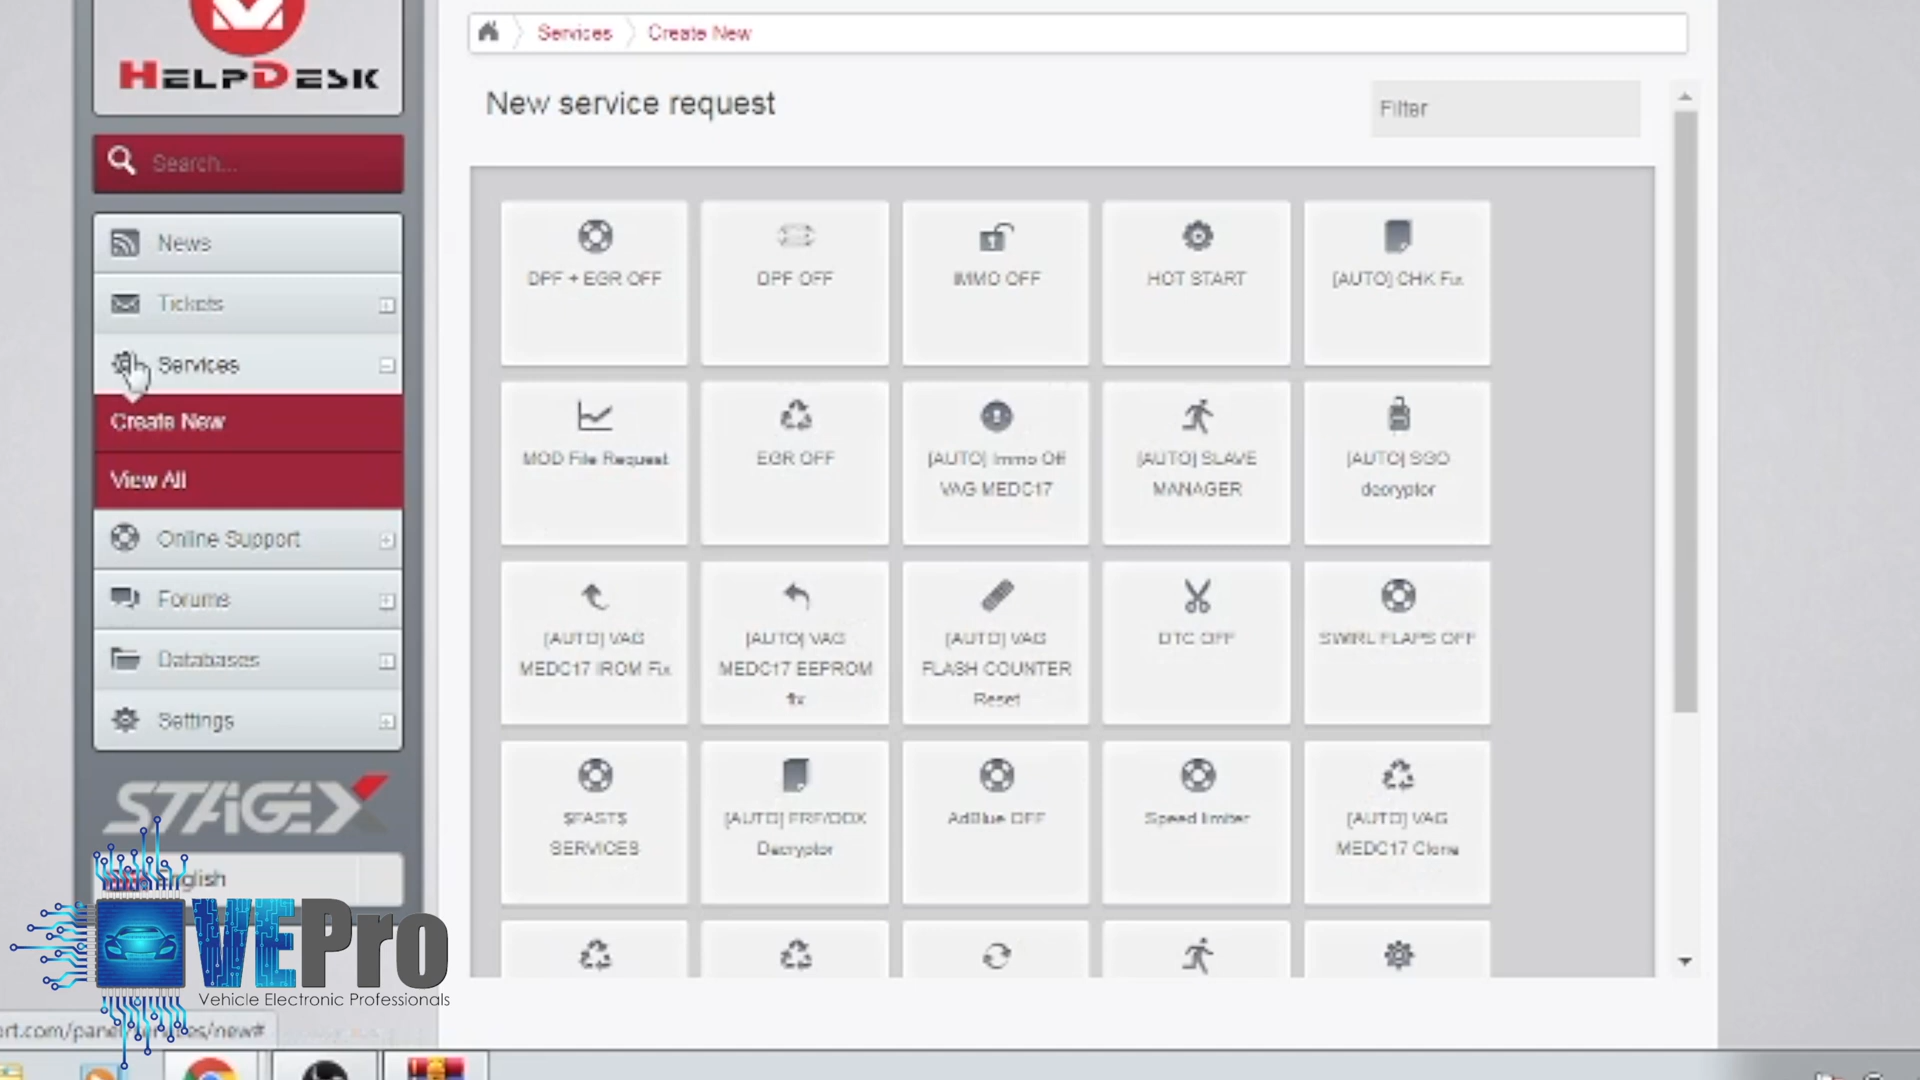 HELPDESK
Search...
News
Tickets
Services
Create New
View All
Online Support
Forums
Databases
Settings
STAGEX
English
VEPro
Vehicle Electronic Professionals
Services
Create New
New service request
Filter
DPF + EGR OFF
DPF OFF
IMMO OFF
HOT START
[AUTO] CHK Fix
MOD File Request
EGR OFF
[AUTO] Immo Off
VAG MEDC17
[AUTO] SLAVE
MANAGER
[AUTO] SGO
decryptor
[AUTO] VAG
MEDC17 IROM Fix
[AUTO] VAG
MEDC17 EEPROM
fix
[AUTO] VAG
FLASH COUNTER
Reset
DTC OFF
SWIRL FLAPS OFF
$FAST$
SERVICES
[AUTO] FRF/ODX
Decryptor
AdBlue OFF
Speed limiter
[AUTO] VAG
MEDC17 Clone